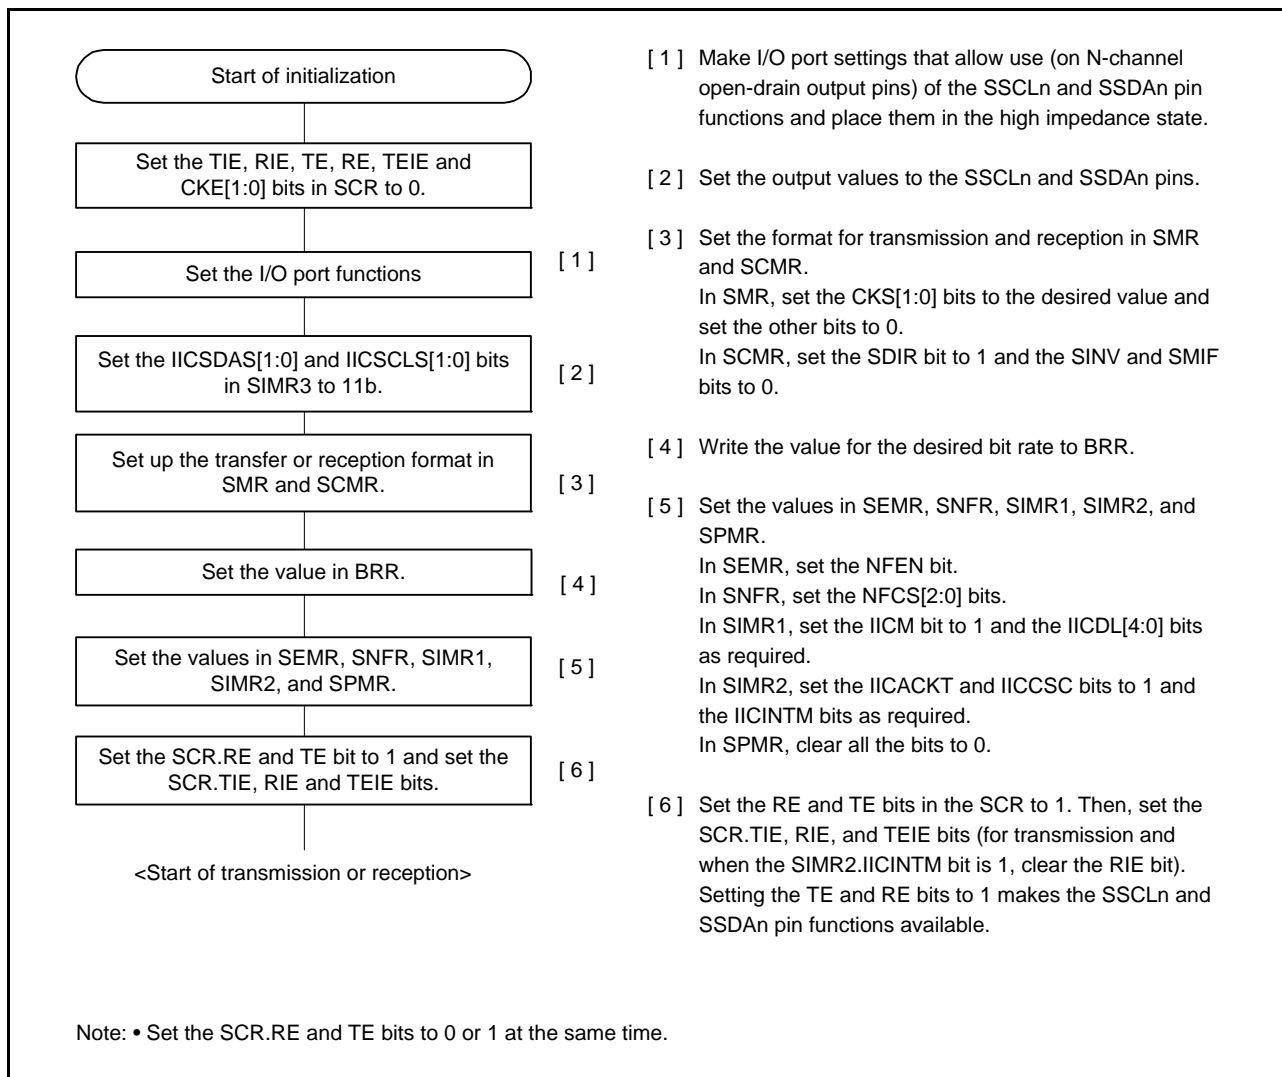 Start of initialization
Set the TIE, RIE, TE, RE, TEIE and
CKE[1:0] bits in SCR to 0.
Set the I/O port functions
[ 1 ]
Set the IICSDAS[1:0] and IICSCLS[1:0] bits
in SIMR3 to 11b.
[ 2 ]
Set up the transfer or reception format in
SMR and SCMR.
[ 3 ]
Set the value in BRR.
[ 4 ]
Set the values in SEMR, SNFR, SIMR1,
SIMR2, and SPMR.
[ 5 ]
Set the SCR.RE and TE bit to 1 and set the
SCR.TIE, RIE and TEIE bits.
[ 6 ]
<Start of transmission or reception>
[ 1 ] Make I/O port settings that allow use (on N-channel
open-drain output pins) of the SSCLn and SSDAn pin
functions and place them in the high impedance state.
[ 2 ] Set the output values to the SSCLn and SSDAn pins.
[ 3 ] Set the format for transmission and reception in SMR
and SCMR.
In SMR, set the CKS[1:0] bits to the desired value and
set the other bits to 0.
In SCMR, set the SDIR bit to 1 and the SINV and SMIF
bits to 0.
[ 4 ] Write the value for the desired bit rate to BRR.
[ 5 ] Set the values in SEMR, SNFR, SIMR1, SIMR2, and
SPMR.
In SEMR, set the NFEN bit.
In SNFR, set the NFCS[2:0] bits.
In SIMR1, set the IICM bit to 1 and the IICDL[4:0] bits
as required.
In SIMR2, set the IICACKT and IICCSC bits to 1 and
the IICINTM bits as required.
In SPMR, clear all the bits to 0.
[ 6 ] Set the RE and TE bits in the SCR to 1. Then, set the
SCR.TIE, RIE, and TEIE bits (for transmission and
when the SIMR2.IICINTM bit is 1, clear the RIE bit).
Setting the TE and RE bits to 1 makes the SSCLn and
SSDAn pin functions available.
Note: • Set the SCR.RE and TE bits to 0 or 1 at the same time.